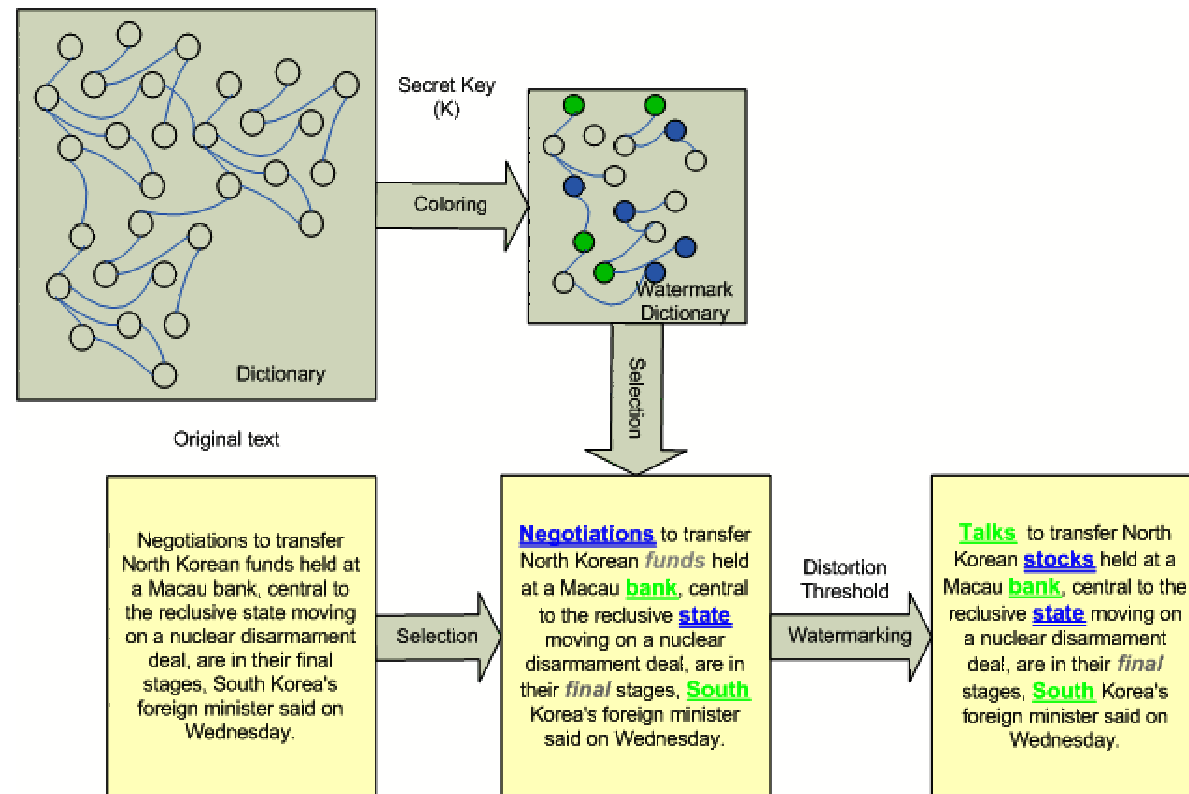 Secret Key
(K)
Coloring
Dictionary
Watermark
Dictionary
Selection
Original text
Negotiations to transfer
North Korean funds held at
a Macau bank, central to
the reclusive state moving
on a nuclear disarmament
deal, are in their final
stages, South Korea's
foreign minister said on
Wednesday.
Selection
Negotiations to transfer
North Korean funds held
at a Macau bank, central
to the reclusive state
moving on a nuclear
disarmament deal, are in
their final stages, South
Korea's foreign minister
said on Wednesday.
Distortion
Threshold
Watermarking
Talks to transfer North
Korean stocks held at a
Macau bank, central to the
reclusive state moving on
a nuclear disarmament
deal, are in their final
stages, South Korea's
foreign minister said on
Wednesday.